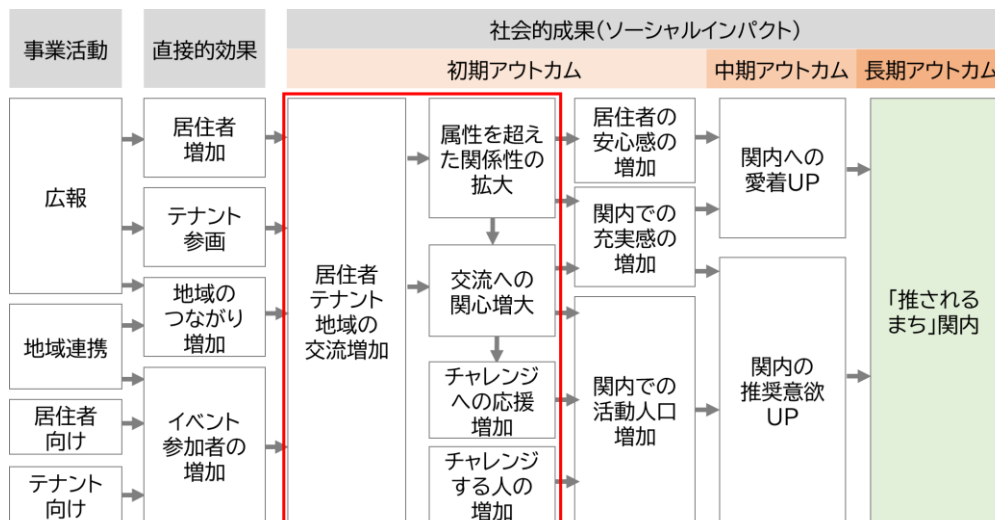 事業活動
直接的効果
社会的成果(ソーシャルインパクト)
初期アウトカム
中期アウトカム
長期アウトカム
広報
地域連携
居住者
向け
テナント
向け
居住者
増加
テナント
参画
地域の
つながり
増加
イベント
参加者の
増加
居住者
テナント
地域の
交流増加
属性を超え
た関係性の
拡大
交流への
関心増大
チャレンジ
への応援
増加
チャレンジ
する人の
増加
居住者の
安心感の
増加
関内での
充実感の
増加
関内での
活動人口
増加
関内への
愛着UP
関内の
推奨意欲
UP
「推される
まち」関内